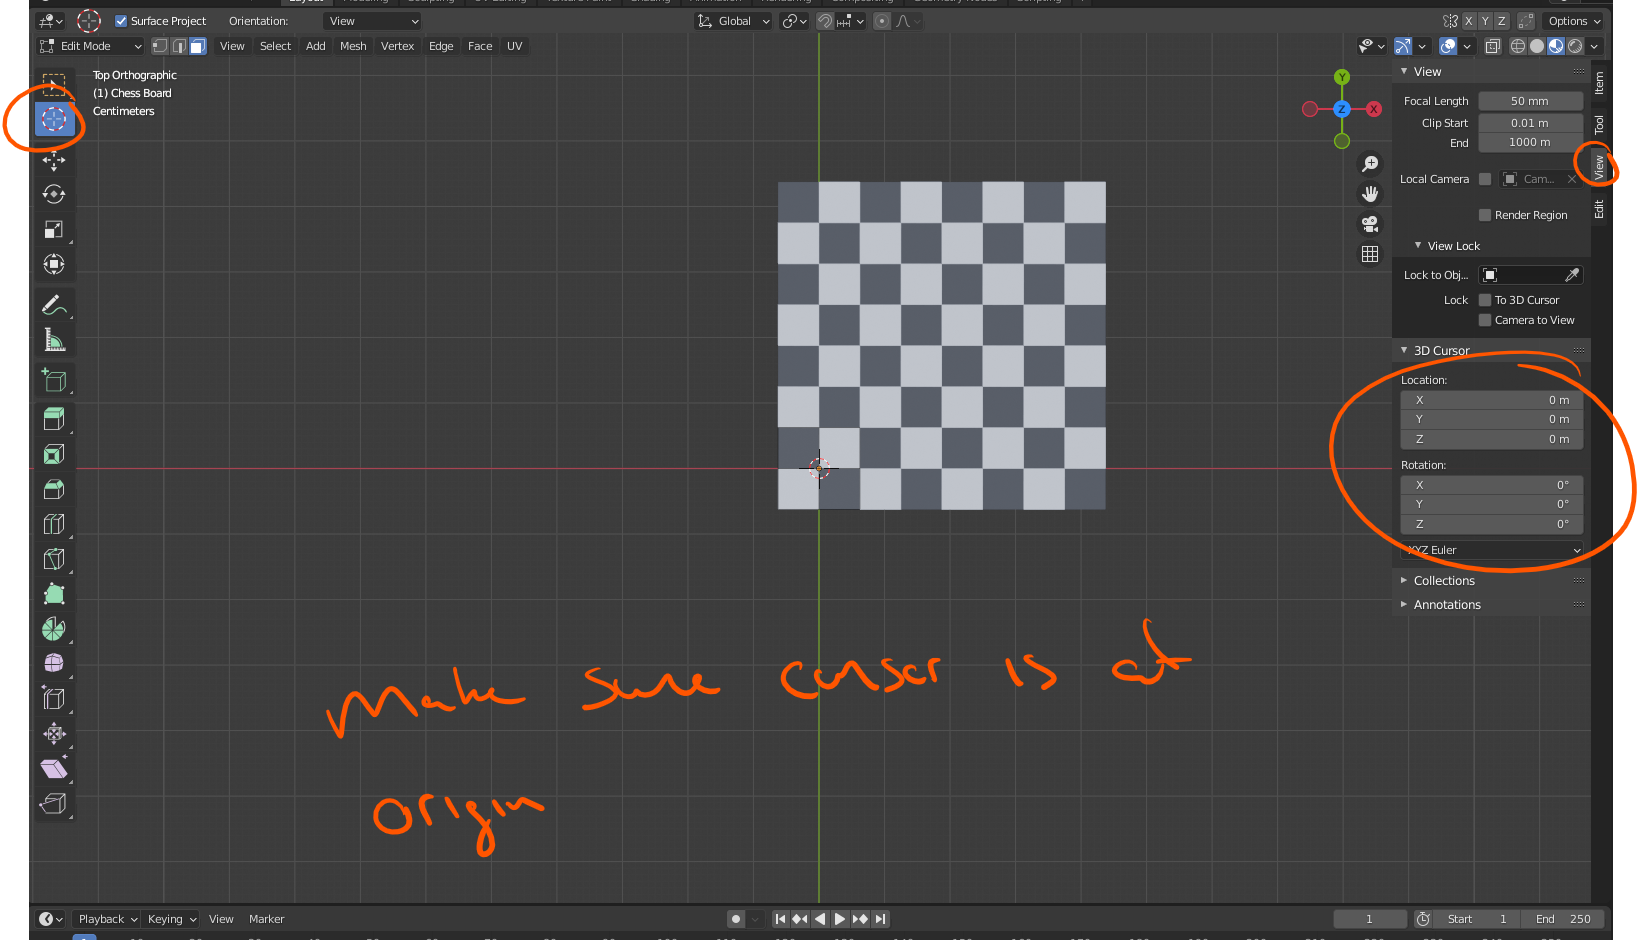 Surface Project Orientation: View Global X Y Z Options
Edit Mode View Select Add Mesh Vertex Edge Face UV
Top Orthographic
(1) Chess Board
Centimeters
Y
Z X
View
Focal Length 50 mm
Clip Start 0.01 m
End 1000 m
Local Camera Cam...
Render Region
View Lock
Lock to Obj...
Lock To 3D Cursor
Camera to View
3D Cursor
Location:
X 0 m
Y 0 m
Z 0 m
Rotation:
X 0°
Y 0°
Z 0°
XYZ Euler
Collections
Annotations
Item
Tool
View
Edit
Make sure cursor is at
origin
Playback Keying View Marker 1 Start 1 End 250